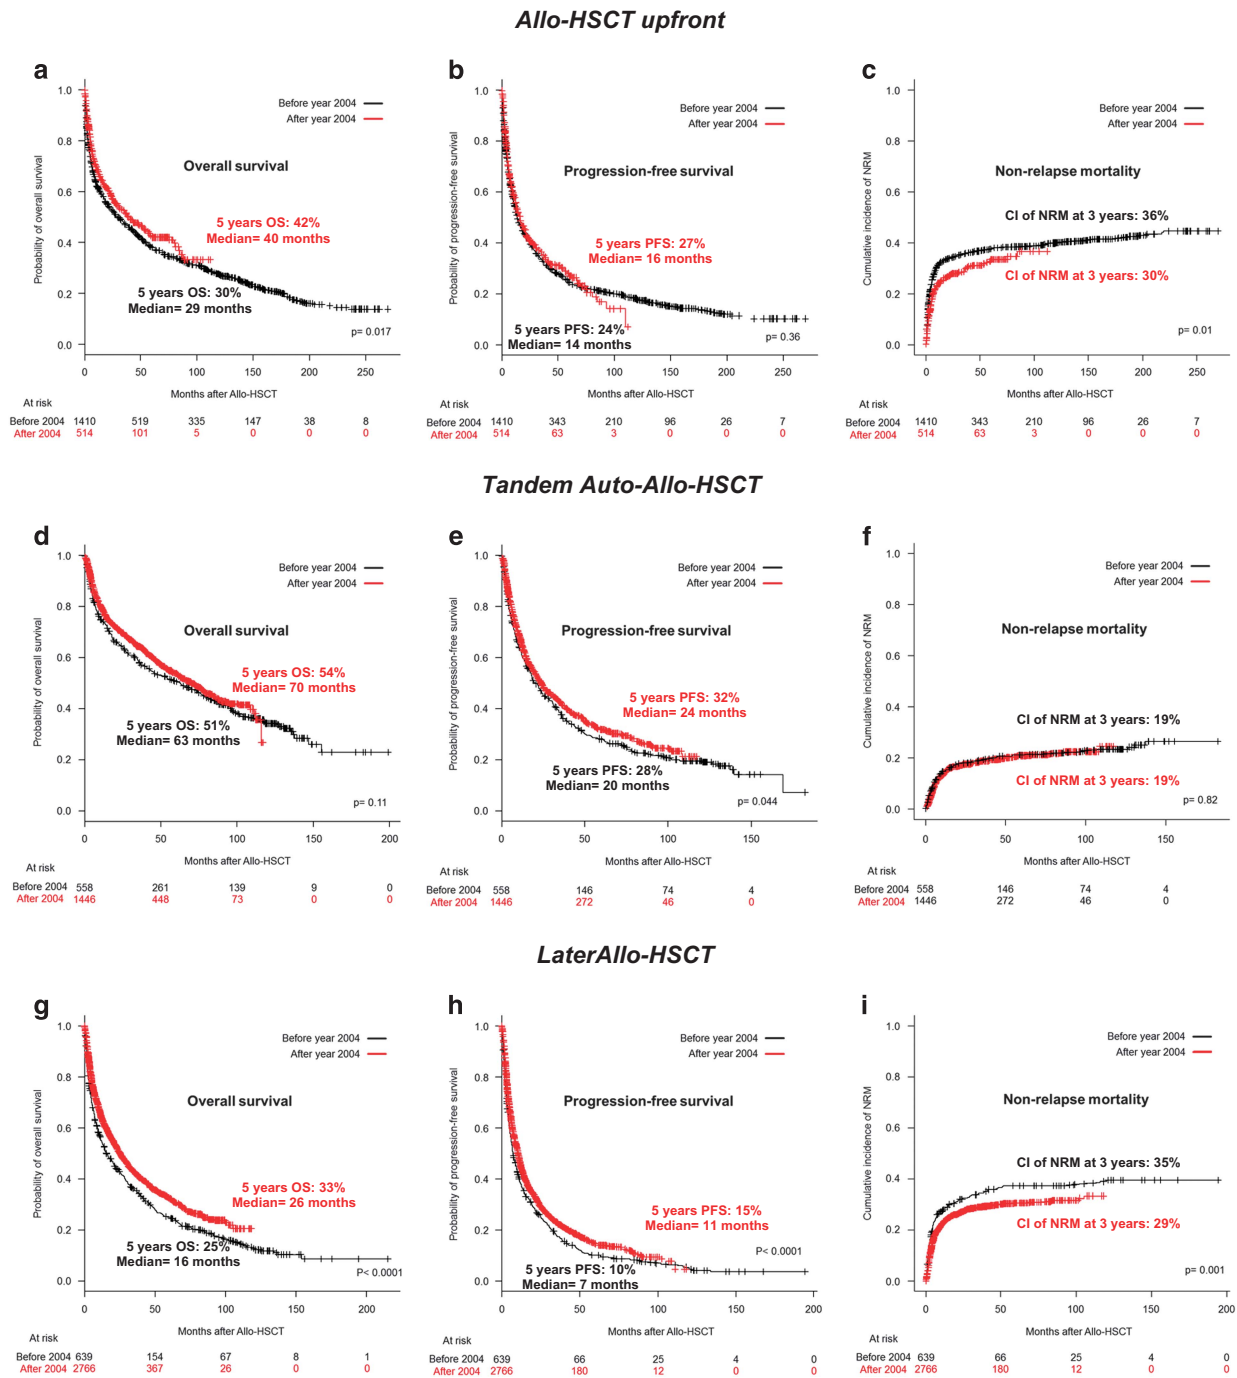 Allo-HSCT upfront
a
Probability of overall survival
1.0
0.8
0.6
0.4
0.2
0.0
Before year 2004
After year 2004
Overall survival
5 years OS: 42%
Median= 40 months
5 years OS: 30%
Median= 29 months
p= 0.017
0 50 100 150 200 250
Months after Allo-HSCT
At risk
Before 2004 1410 519 335 147 38 8
After 2004 514 101 5 0 0 0
b
Probability of progression-free survival
1.0
0.8
0.6
0.4
0.2
0.0
Before year 2004
After year 2004
Progression-free survival
5 years PFS: 27%
Median= 16 months
5 years PFS: 24%
Median= 14 months
p= 0.36
0 50 100 150 200 250
Months after Allo-HSCT
At risk
Before 2004 1410 343 210 96 26 7
After 2004 514 63 3 0 0 0
c
Cumulative incidence of NRM
1.0
0.8
0.6
0.4
0.2
0.0
Before year 2004
After year 2004
Non-relapse mortality
CI of NRM at 3 years: 36%
CI of NRM at 3 years: 30%
p= 0.01
0 50 100 150 200 250
Months after Allo-HSCT
At risk
Before 2004 1410 343 210 96 26 7
After 2004 514 63 3 0 0 0
Tandem Auto-Allo-HSCT
d
Probability of overall survival
1.0
0.8
0.6
0.4
0.2
0.0
Before year 2004
After year 2004
Overall survival
5 years OS: 54%
Median= 70 months
5 years OS: 51%
Median= 63 months
p= 0.11
0 50 100 150 200
Months after Allo-HSCT
At risk
Before 2004 558 261 139 9 0
After 2004 1446 448 73 0 0
e
Probability of progression-free survival
1.0
0.8
0.6
0.4
0.2
0.0
Before year 2004
After year 2004
Progression-free survival
5 years PFS: 32%
Median= 24 months
5 years PFS: 28%
Median= 20 months
p= 0.044
0 50 100 150
Months after Allo-HSCT
At risk
Before 2004 558 146 74 4
After 2004 1446 272 46 0
f
Cumulative incidence of NRM
1.0
0.8
0.6
0.4
0.2
0.0
Before year 2004
After year 2004
Non-relapse mortality
CI of NRM at 3 years: 19%
CI of NRM at 3 years: 19%
p= 0.82
0 50 100 150
Months after Allo-HSCT
At risk
Before 2004 558 146 74 4
After 2004 1446 272 46 0
LaterAllo-HSCT
g
Probability of overall survival
1.0
0.8
0.6
0.4
0.2
0.0
Before year 2004
After year 2004
Overall survival
5 years OS: 33%
Median= 26 months
5 years OS: 25%
Median= 16 months
P< 0.0001
0 50 100 150 200
Months after Allo-HSCT
At risk
Before 2004 639 154 67 8 1
After 2004 2766 367 26 0 0
h
Probability of progression-free survival
1.0
0.8
0.6
0.4
0.2
0.0
Before year 2004
After year 2004
Progression-free survival
5 years PFS: 15%
Median= 11 months
P< 0.0001
5 years PFS: 10%
Median= 7 months
0 50 100 150 200
Months after Allo-HSCT
At risk
Before 2004 639 66 25 4 0
After 2004 2766 180 12 0 0
i
Cumulative incidence of NRM
1.0
0.8
0.6
0.4
0.2
0.0
Before year 2004
After year 2004
Non-relapse mortality
CI of NRM at 3 years: 35%
CI of NRM at 3 years: 29%
p= 0.001
0 50 100 150 200
Months after Allo-HSCT
At risk
Before 2004 639 66 25 4 0
After 2004 2766 180 12 0 0